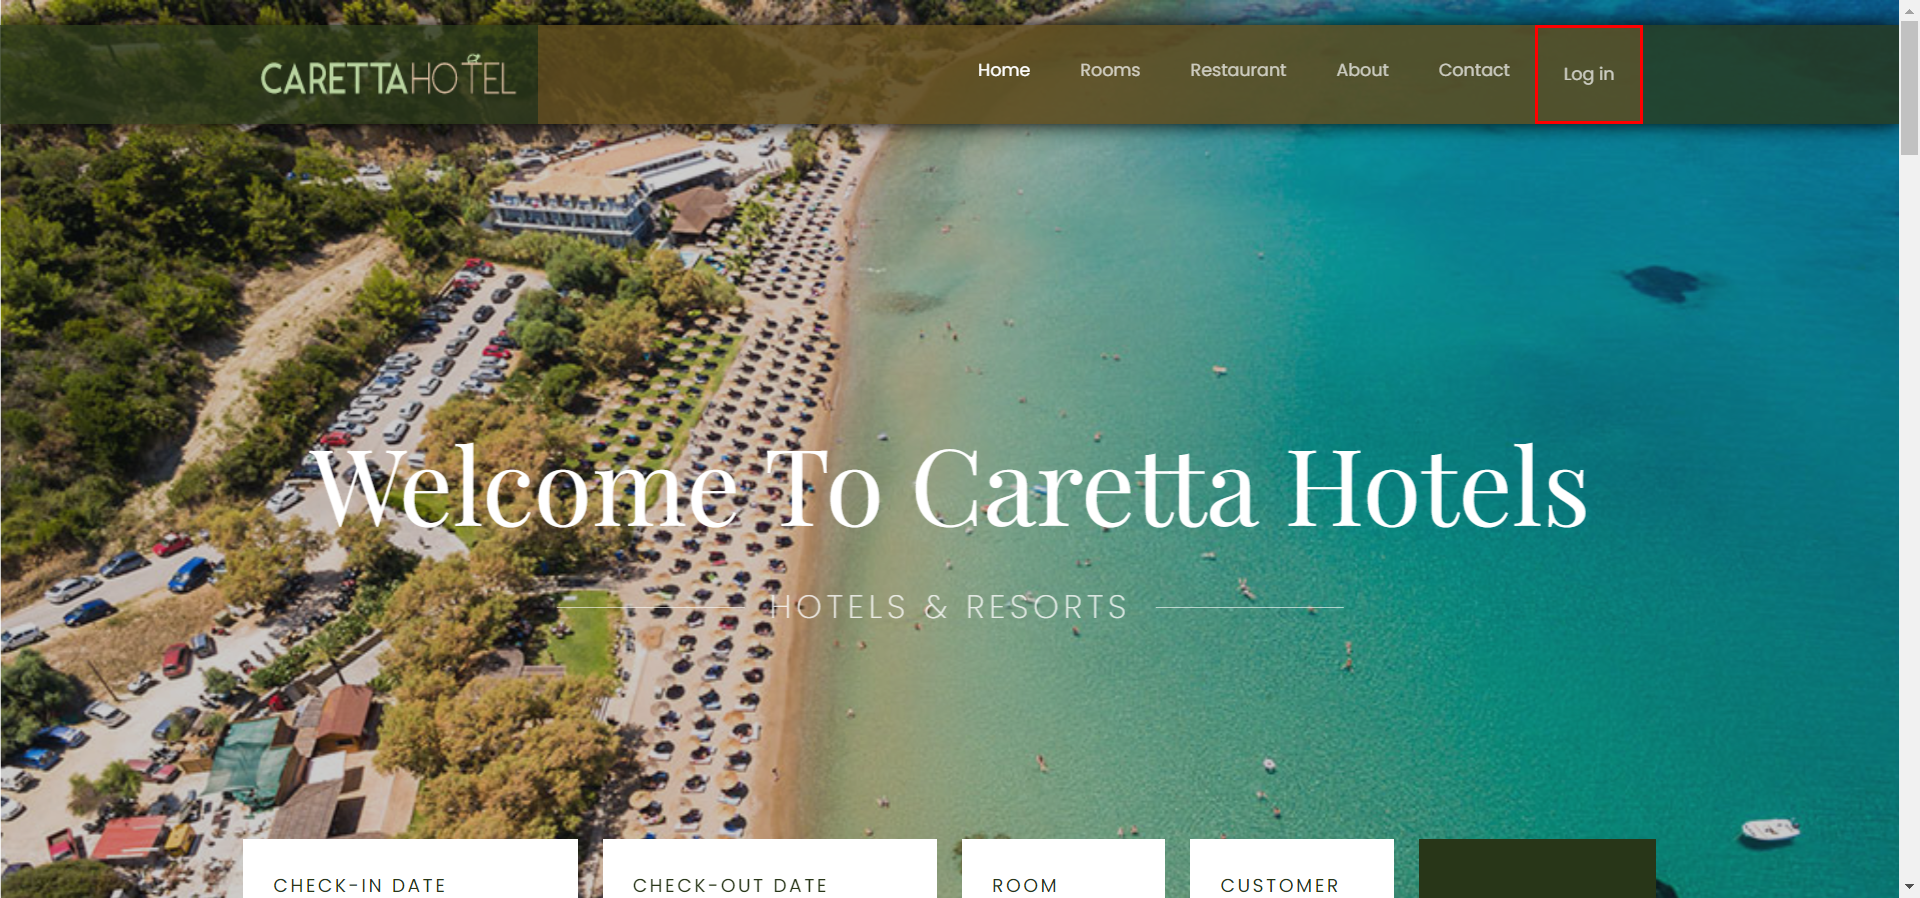 CARETTAHOTEL
Home Rooms Restaurant About Contact Log in
Welcome To Caretta Hotels
HOTELS & RESORTS
CHECK-IN DATE CHECK-OUT DATE ROOM CUSTOMER